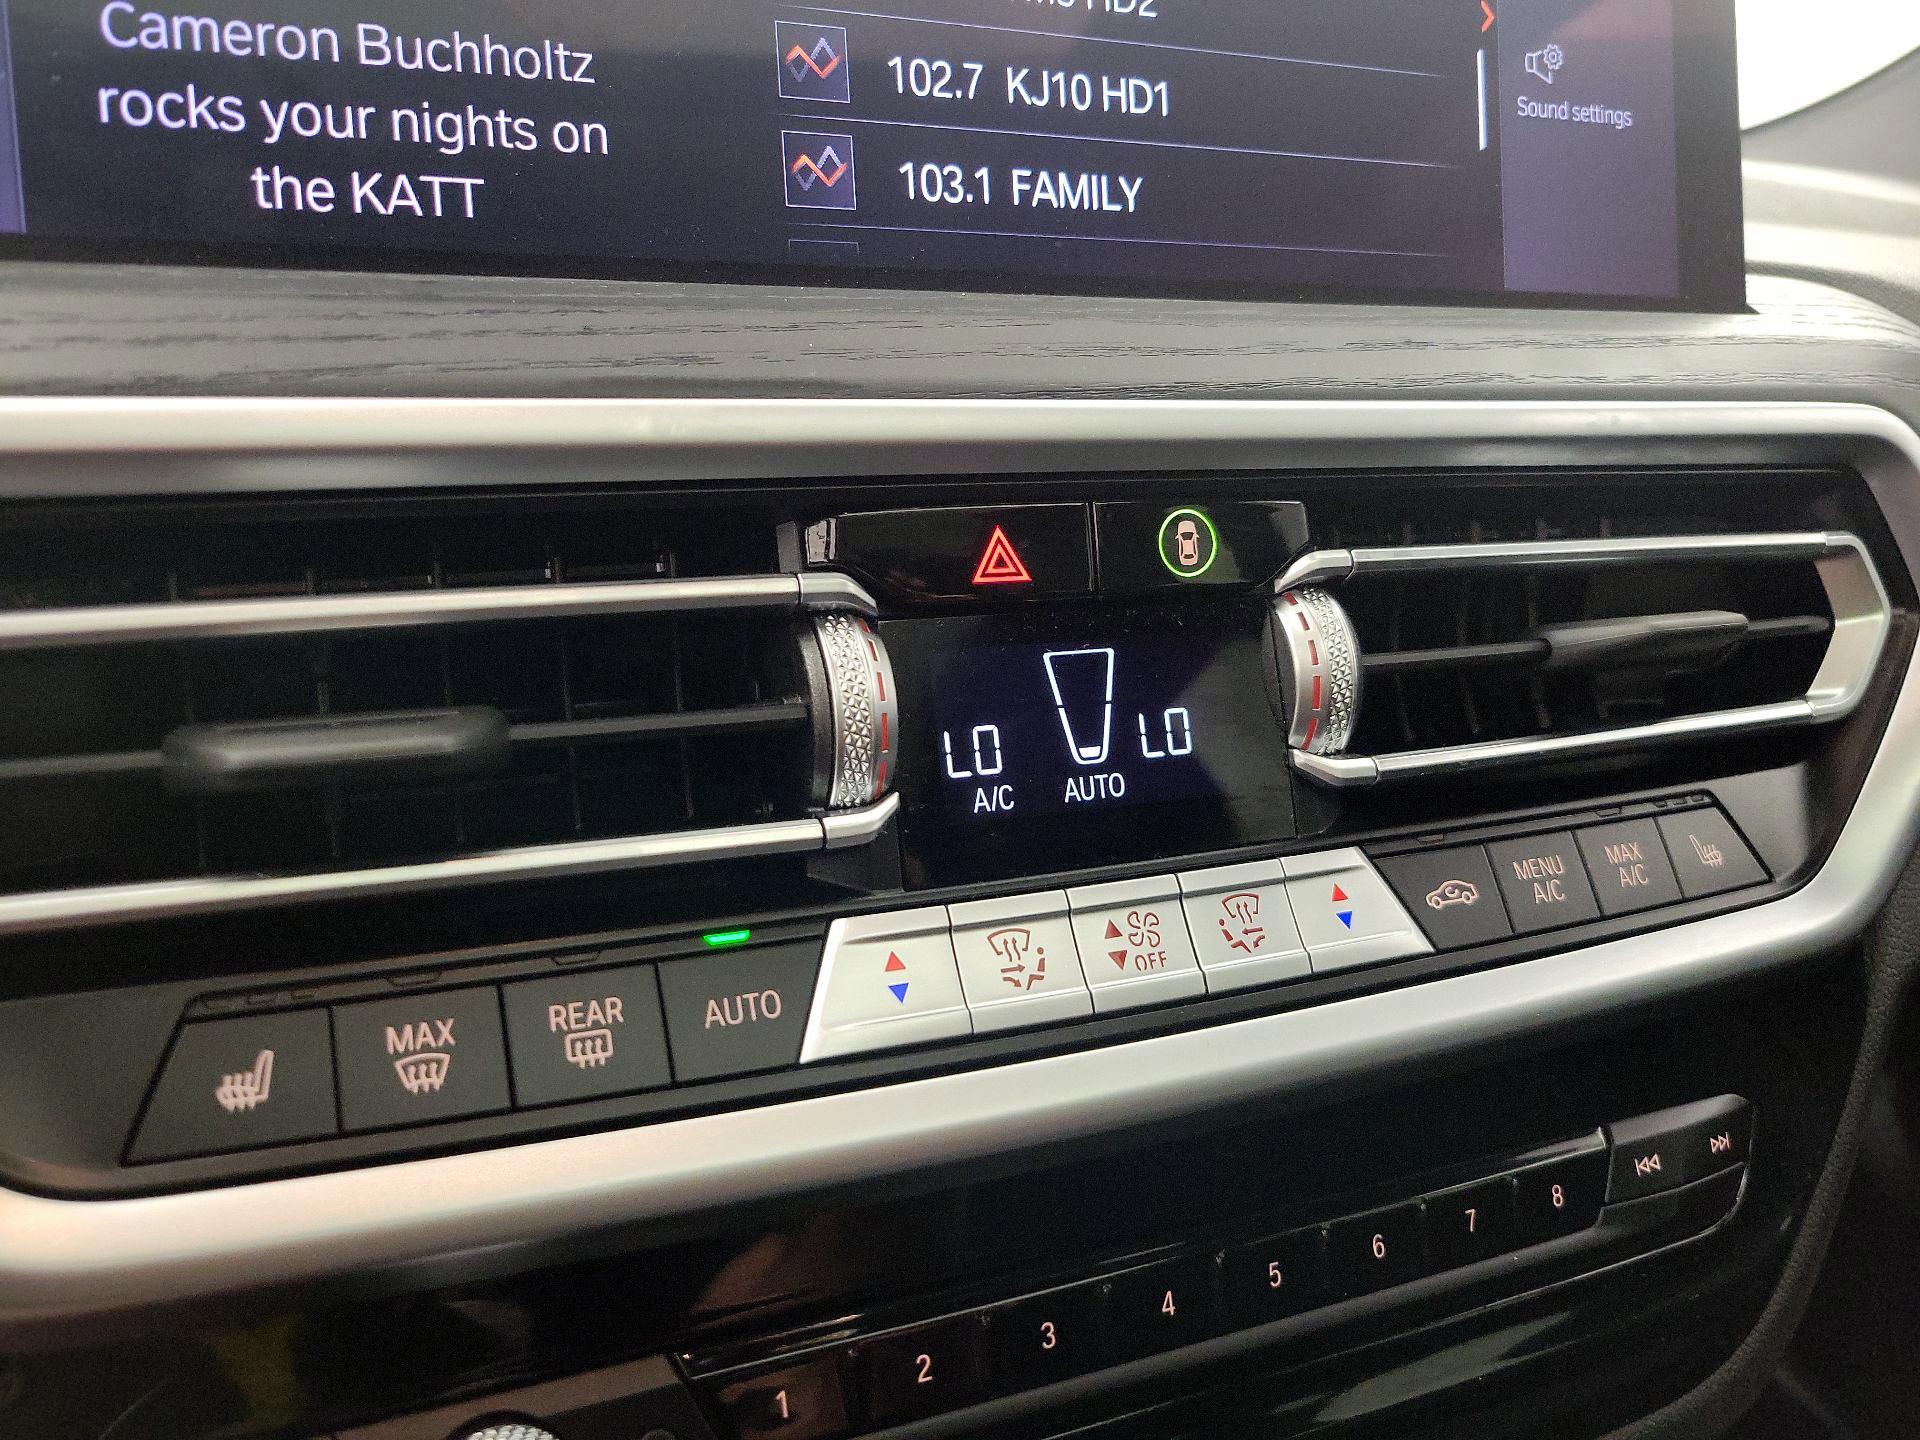 Cameron Buchholtz
rocks your nights on
the KATT
HD2
102.7 KJ10 HD1
103.1 FAMILY
Sound settings
LO
LO
A/C
AUTO
MAX
REAR
AUTO
OFF
MENU
A/C
MAX
A/C
1
2
3
4
5
6
7
8